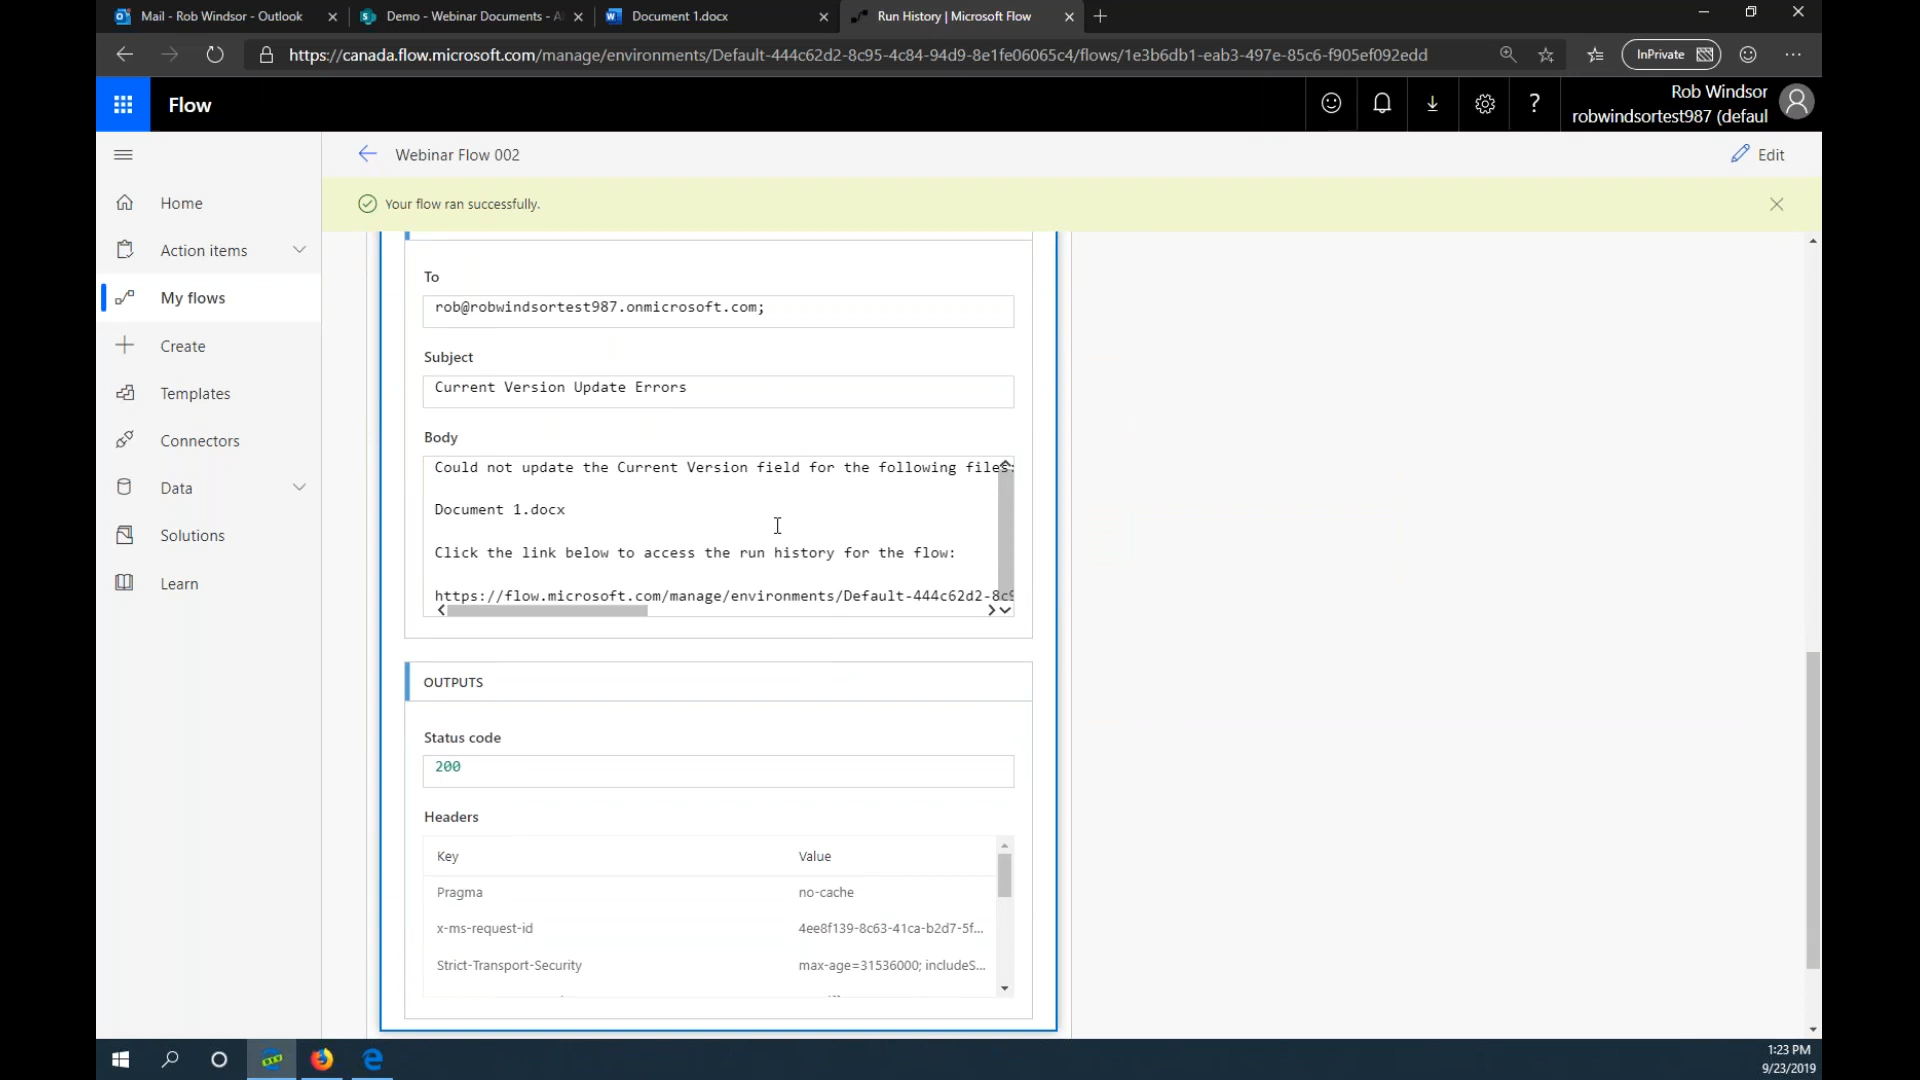 Mail - Rob Windsor - Outlook
Demo - Webinar Documents - Al
Document 1.docx
Run History | Microsoft Flow
https://canada.flow.microsoft.com/manage/environments/Default-444c62d2-8c95-4c84-94d9-8e1fe06065c4/flows/1e3b6db1-eab3-497e-85c6-f905ef092edd
InPrivate
Flow
Rob Windsor
robwindsortest987 (defaul
Webinar Flow 002
Edit
Your flow ran successfully.
Home
Action items
My flows
Create
Templates
Connectors
Data
Solutions
Learn
To
rob@robwindsortest987.onmicrosoft.com;
Subject
Current Version Update Errors
Body
Could not update the Current Version field for the following files:
Document 1.docx
Click the link below to access the run history for the flow:
https://flow.microsoft.com/manage/environments/Default-444c62d2-8c9
OUTPUTS
Status code
200
Headers
Key Value
Pragma no-cache
x-ms-request-id 4ee8f139-8c63-41ca-b2d7-5f...
Strict-Transport-Security max-age=31536000; includeS...
1:23 PM
9/23/2019